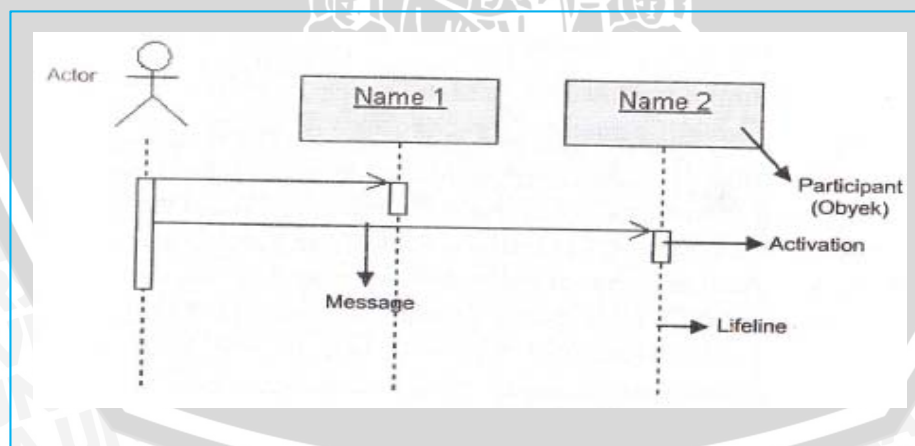 Actor
Name 1
Name 2
Participant
(Obyek)
Activation
Message
Lifeline